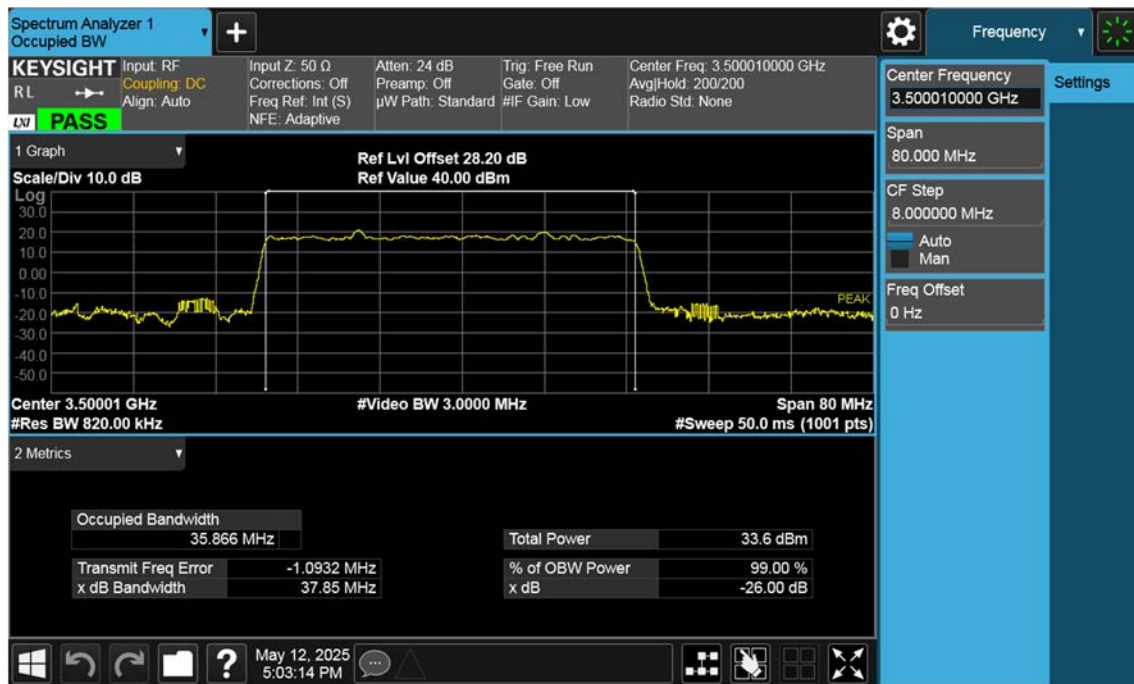 Spectrum Analyzer 1
Occupied BW
+
Frequency
KEYSIGHT
RL
LXI PASS
Input: RF
Coupling: DC
Align: Auto
Input Z: 50 Ω
Corrections: Off
Freq Ref: Int (S)
NFE: Adaptive
Atten: 24 dB
Preamp: Off
µW Path: Standard
Trig: Free Run
Gate: Off
#IF Gain: Low
Center Freq: 3.500010000 GHz
Avg|Hold: 200/200
Radio Std: None
Center Frequency
3.500010000 GHz
Settings
Span
80.000 MHz
CF Step
8.000000 MHz
Auto
Man
Freq Offset
0 Hz
1 Graph
Scale/Div 10.0 dB
Ref Lvl Offset 28.20 dB
Ref Value 40.00 dBm
Log
30.0
20.0
10.0
0.00
-10.0
-20.0
-30.0
-40.0
-50.0
PEAK
Center 3.50001 GHz
#Video BW 3.0000 MHz
Span 80 MHz
#Res BW 820.00 kHz
#Sweep 50.0 ms (1001 pts)
2 Metrics
Occupied Bandwidth
35.866 MHz
Total Power 33.6 dBm
Transmit Freq Error -1.0932 MHz
% of OBW Power 99.00 %
x dB Bandwidth 37.85 MHz
x dB -26.00 dB
?
May 12, 2025
5:03:14 PM